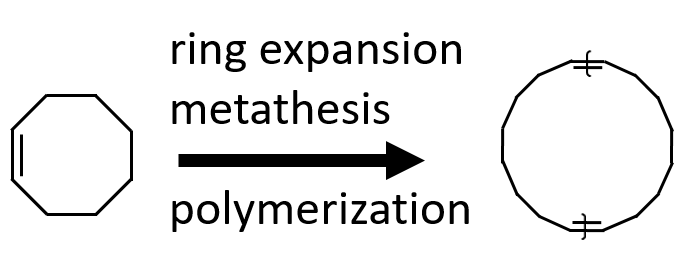 ring expansion
metathesis
polymerization